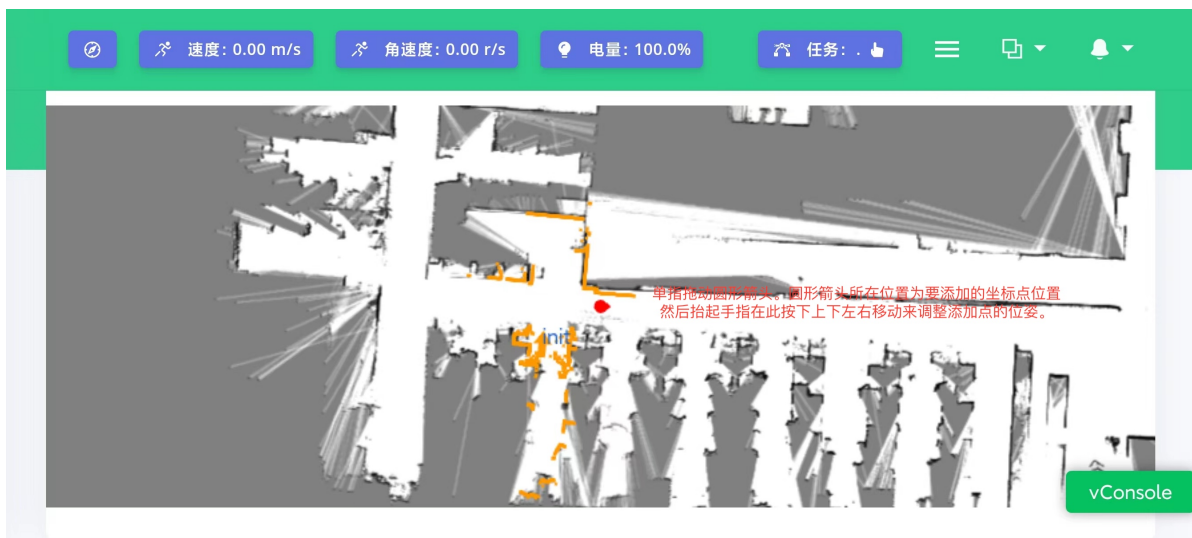 速度: 0.00 m/s
角速度: 0.00 r/s
电量: 100.0%
任务: .
单指拖动圆形箭头。圆形箭头所在位置为要添加的坐标点位置
然后抬起手指在此按下上下左右移动来调整添加点的位姿。
init
vConsole